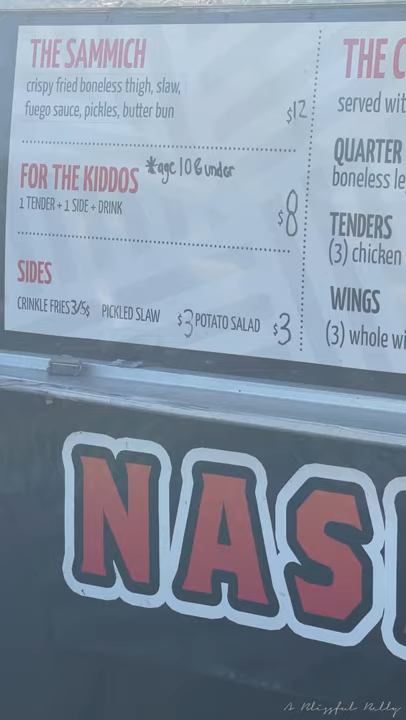 THE SAMMICH
crispy fried boneless thigh, slaw,
fuego sauce, pickles, butter bun
$12
FOR THE KIDDOS *age 10 & under
1 TENDER + 1 SIDE + DRINK
$8
SIDES
CRINKLE FRIES 3/5$ PICKLED SLAW $3 POTATO SALAD $3
THE C
served wit
QUARTER
boneless le
TENDERS
(3) chicken
WINGS
(3) whole wi
NAS
A Blissful Belly